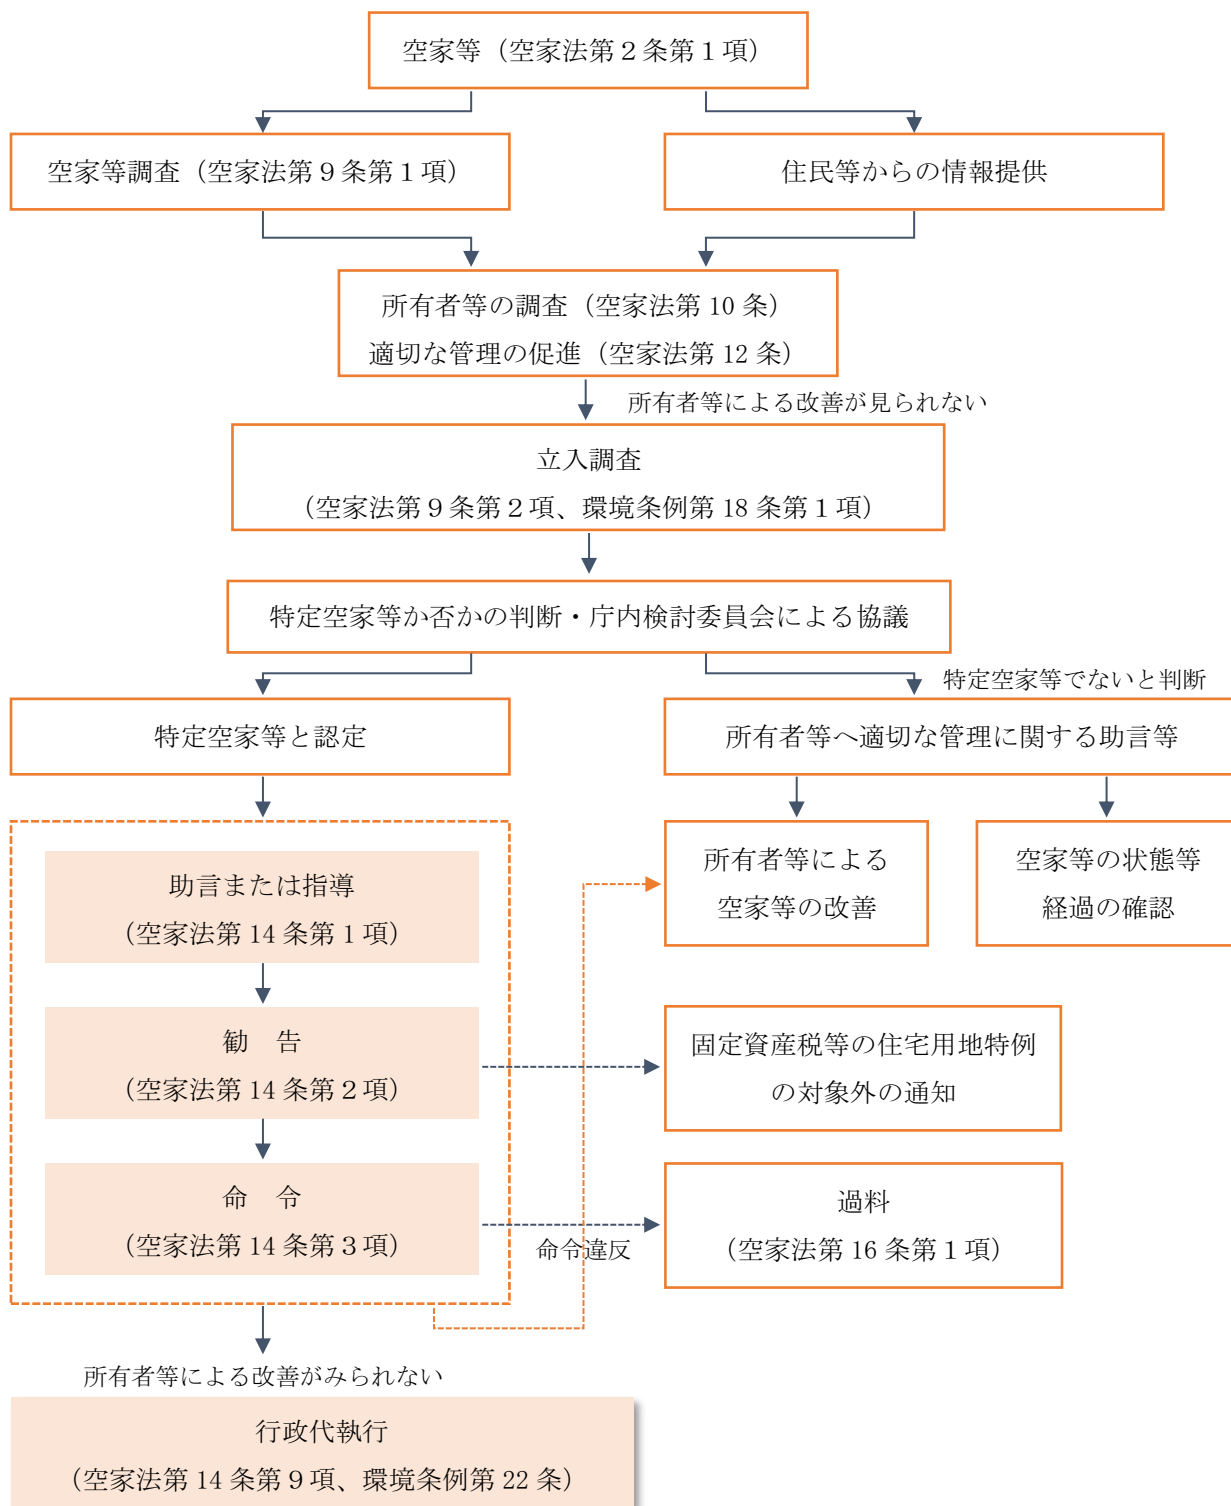 空家等（空家法第２条第１項）
空家等調査（空家法第９条第１項）
住民等からの情報提供
所有者等の調査（空家法第 10 条）
適切な管理の促進（空家法第 12 条）
所有者等による改善が見られない
立入調査
（空家法第９条第２項、環境条例第 18 条第１項）
特定空家等か否かの判断・庁内検討委員会による協議
特定空家等でないと判断
特定空家等と認定
所有者等へ適切な管理に関する助言等
助言または指導
（空家法第 14 条第１項）
所有者等による
空家等の改善
空家等の状態等
経過の確認
勧　告
（空家法第 14 条第２項）
固定資産税等の住宅用地特例
の対象外の通知
命　令
（空家法第 14 条第３項）
命令違反
過料
（空家法第 16 条第１項）
所有者等による改善がみられない
行政代執行
（空家法第 14 条第９項、環境条例第 22 条）